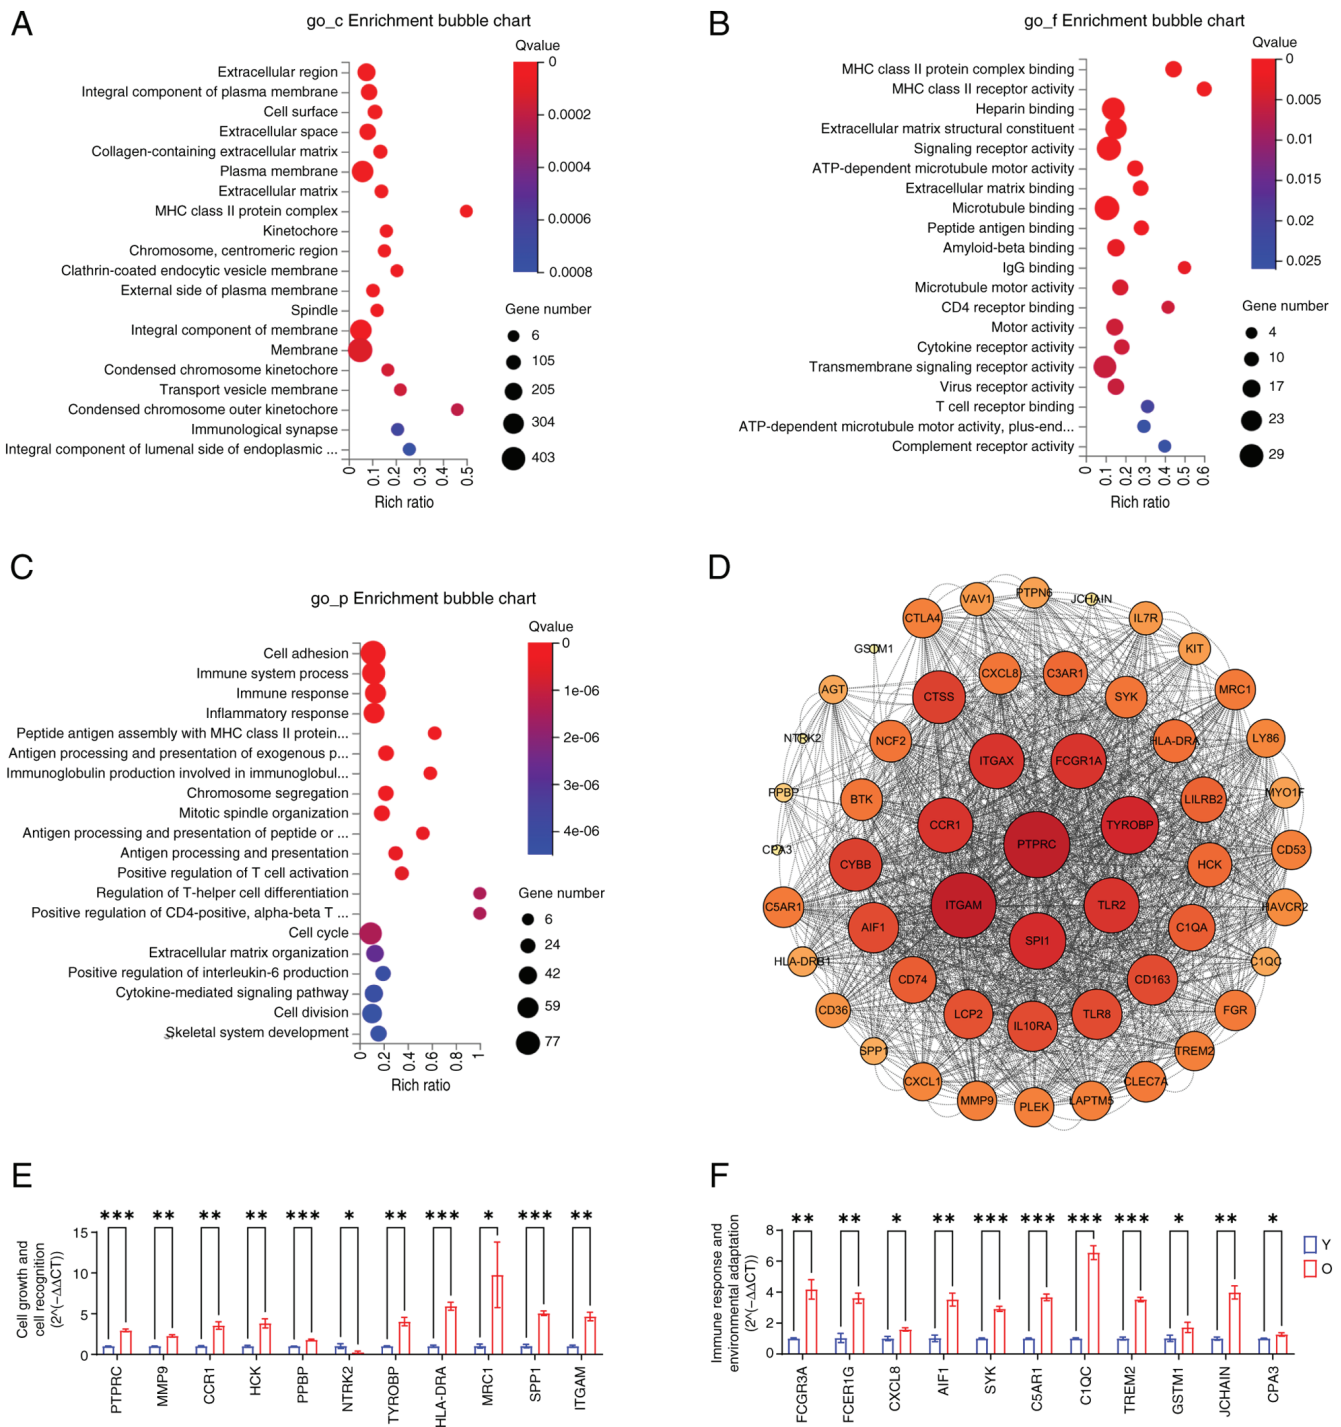 A
go_c Enrichment bubble chart
Qvalue
0
0.0002
0.0004
0.0006
0.0008
Extracellular region
Integral component of plasma membrane
Cell surface
Extracellular space
Collagen-containing extracellular matrix
Plasma membrane
Extracellular matrix
MHC class II protein complex
Kinetochore
Chromosome, centromeric region
Clathrin-coated endocytic vesicle membrane
External side of plasma membrane
Spindle
Integral component of membrane
Membrane
Condensed chromosome kinetochore
Transport vesicle membrane
Condensed chromosome outer kinetochore
Immunological synapse
Integral component of lumenal side of endoplasmic ...
Gene number
6
105
205
304
403
0 0.1 0.2 0.3 0.4 0.5
Rich ratio
B
go_f Enrichment bubble chart
Qvalue
0
0.005
0.01
0.015
0.02
0.025
MHC class II protein complex binding
MHC class II receptor activity
Heparin binding
Extracellular matrix structural constituent
Signaling receptor activity
ATP-dependent microtubule motor activity
Extracellular matrix binding
Microtubule binding
Peptide antigen binding
Amyloid-beta binding
IgG binding
Microtubule motor activity
CD4 receptor binding
Motor activity
Cytokine receptor activity
Transmembrane signaling receptor activity
Virus receptor activity
T cell receptor binding
ATP-dependent microtubule motor activity, plus-end...
Complement receptor activity
Gene number
4
10
17
23
29
0 0.1 0.2 0.3 0.4 0.5 0.6
Rich ratio
C
go_p Enrichment bubble chart
Qvalue
0
1e-06
2e-06
3e-06
4e-06
Cell adhesion
Immune system process
Immune response
Inflammatory response
Peptide antigen assembly with MHC class II protein...
Antigen processing and presentation of exogenous p...
Immunoglobulin production involved in immunoglobul...
Chromosome segregation
Mitotic spindle organization
Antigen processing and presentation of peptide or ...
Antigen processing and presentation
Positive regulation of T cell activation
Regulation of T-helper cell differentiation
Positive regulation of CD4-positive, alpha-beta T ...
Cell cycle
Extracellular matrix organization
Positive regulation of interleukin-6 production
Cytokine-mediated signaling pathway
Cell division
Skeletal system development
Gene number
6
24
42
59
77
0 0.2 0.4 0.6 0.8 1
Rich ratio
D
VAV1
PTPN6
JCHAIN
CTLA4
IL7R
GSTM1
KIT
CXCL8
C3AR1
AGT
CTSS
SYK
MRC1
NTRK2
NCF2
HLA-DRA
LY86
ITGAX
FCGR1A
PPBP
BTK
LILRB2
MYO1F
CCR1
TYROBP
CPA3
PTPRC
CD53
CYBB
HCK
C5AR1
ITGAM
TLR2
HAVCR2
AIF1
C1QA
SPI1
HLA-DRB1
C1QC
CD74
CD163
CD36
LCP2
IL10RA
TLR8
FGR
SPP1
TREM2
CXCL1
CLEC7A
MMP9
PLEK
LAPTM5
E
Cell growth and
cell recognition
(2^(−ΔΔCT))
15
10
5
0
*** ** ** ** *** * ** *** * *** **
PTPRC MMP9 CCR1 HCK PPBP NTRK2 TYROBP HLA-DRA MRC1 SPP1 ITGAM
F
Immune response and
environmental adaptation
(2^(−ΔΔCT))
8
6
4
2
0
** ** * ** *** *** *** *** * ** *
FCGR3A FCER1G CXCL8 AIF1 SYK C5AR1 C1QC TREM2 GSTM1 JCHAIN CPA3
Y
O